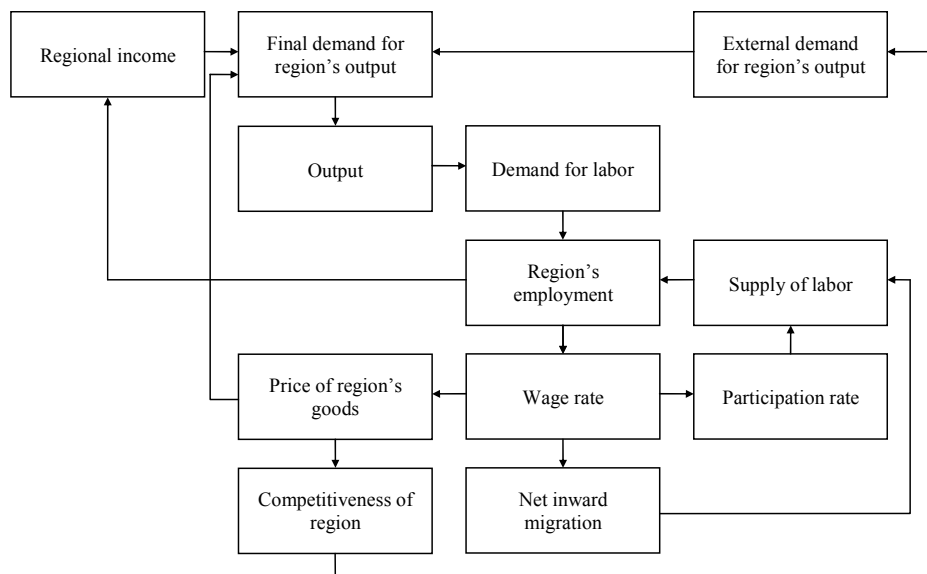 Regional income
Final demand for
region's output
External demand
for region's output
Output
Demand for labor
Region's
employment
Supply of labor
Price of region's
goods
Wage rate
Participation rate
Competitiveness of
region
Net inward
migration